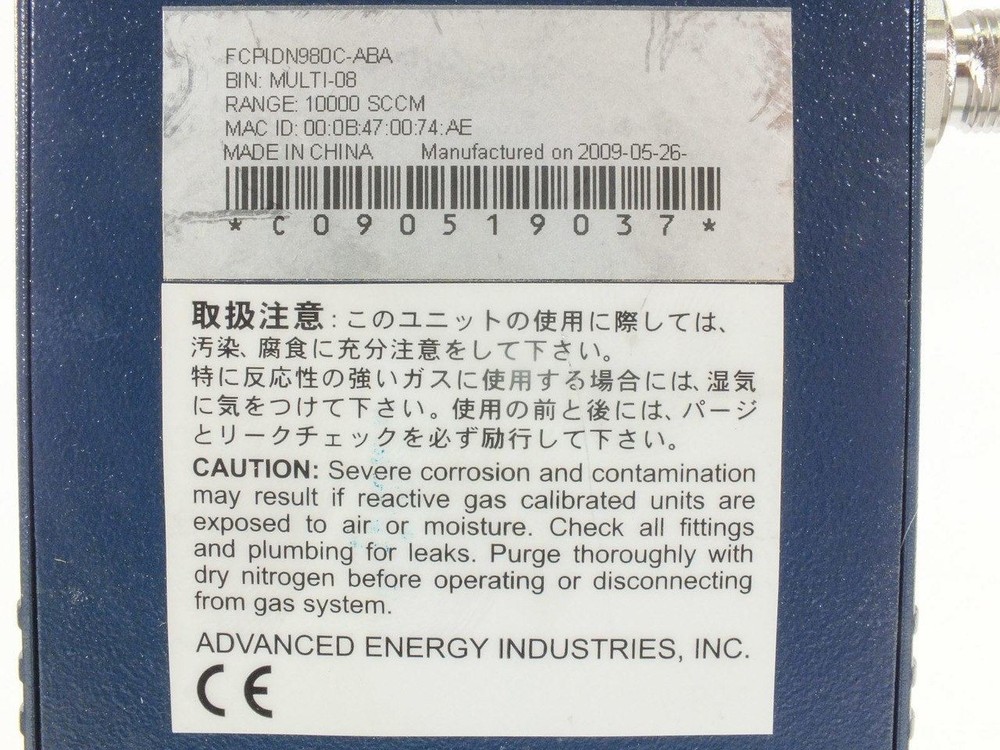 FCPIDN980C-ABA
BIN: MULTI-08
RANGE: 10000 SCCM
MAC ID: 00:0B:47:00:74:AE
MADE IN CHINA Manufactured on 2009-05-26-
*C090519037*
取扱注意：このユニットの使用に際しては、
汚染、腐食に充分注意をして下さい。
特に反応性の強いガスに使用する場合には、湿気
に気をつけて下さい。使用の前と後には、パージ
とリークチェックを必ず励行して下さい。
CAUTION: Severe corrosion and contamination
may result if reactive gas calibrated units are
exposed to air or moisture. Check all fittings
and plumbing for leaks. Purge thoroughly with
dry nitrogen before operating or disconnecting
from gas system.
ADVANCED ENERGY INDUSTRIES, INC.
CE